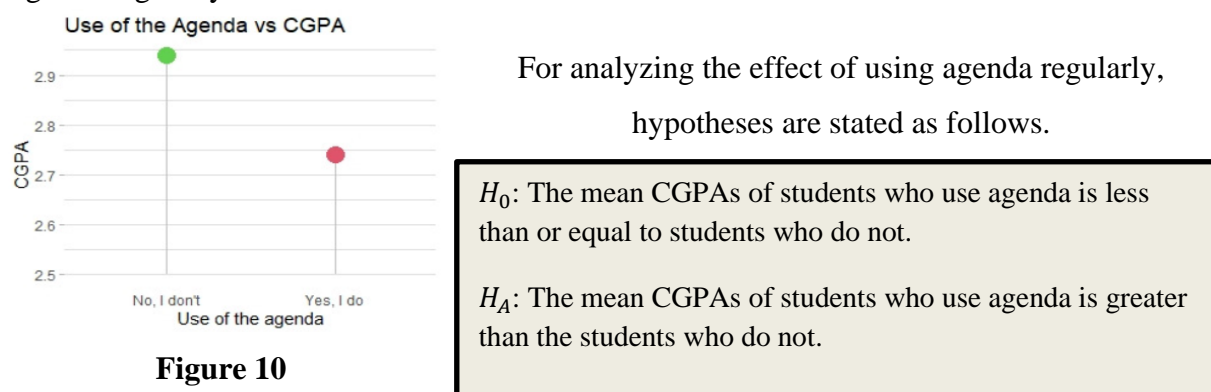 Use of the Agenda vs CGPA
CGPA
2.9
2.8
2.7
2.6
2.5
No, I don't
Yes, I do
Use of the agenda
Figure 10
For analyzing the effect of using agenda regularly,
hypotheses are stated as follows.
H₀: The mean CGPAs of students who use agenda is less
than or equal to students who do not.
H_A: The mean CGPAs of students who use agenda is greater
than the students who do not.